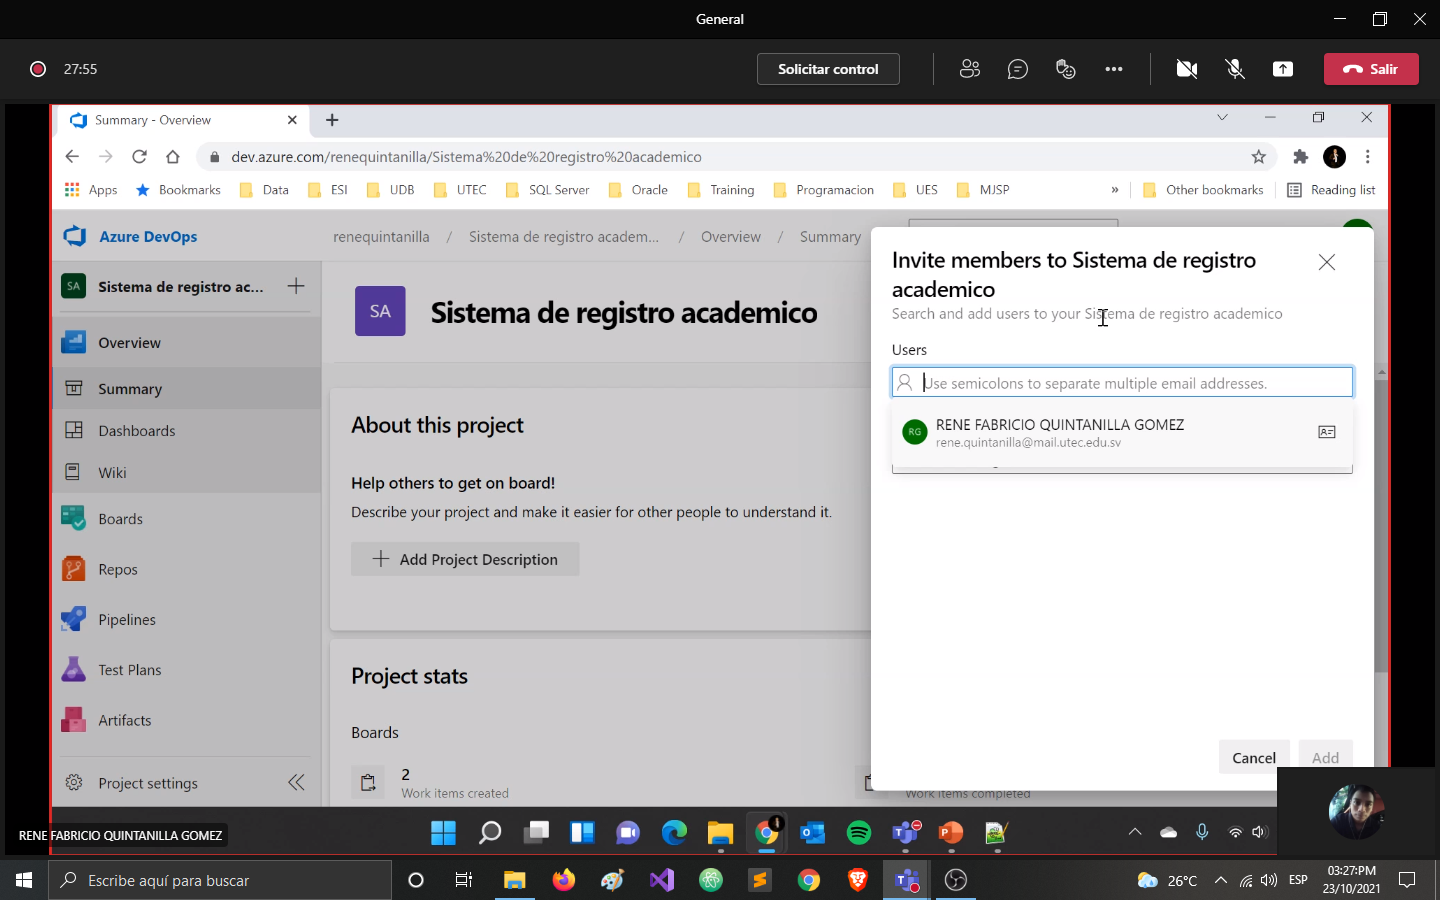 General
27:55
Solicitar control
Salir
Summary - Overview
dev.azure.com/renequintanilla/Sistema%20de%20registro%20academico
Apps
Bookmarks
Data
ESI
UDB
UTEC
SQL Server
Oracle
Training
Programacion
UES
MJSP
»
Other bookmarks
Reading list
Azure DevOps
renequintanilla / Sistema de registro academ... / Overview / Summary
SA
Sistema de registro ac...
Overview
Summary
Dashboards
Wiki
Boards
Repos
Pipelines
Test Plans
Artifacts
Project settings
SA
Sistema de registro academico
About this project
Help others to get on board!
Describe your project and make it easier for other people to understand it.
Add Project Description
Project stats
Boards
2
Work items created
Work items completed
Invite members to Sistema de registro
academico
Search and add users to your Sistema de registro academico
Users
Use semicolons to separate multiple email addresses.
RG
RENE FABRICIO QUINTANILLA GOMEZ
rene.quintanilla@mail.utec.edu.sv
Cancel
Add
RENE FABRICIO QUINTANILLA GOMEZ
Escribe aquí para buscar
26°C
ESP
03:27:PM
23/10/2021